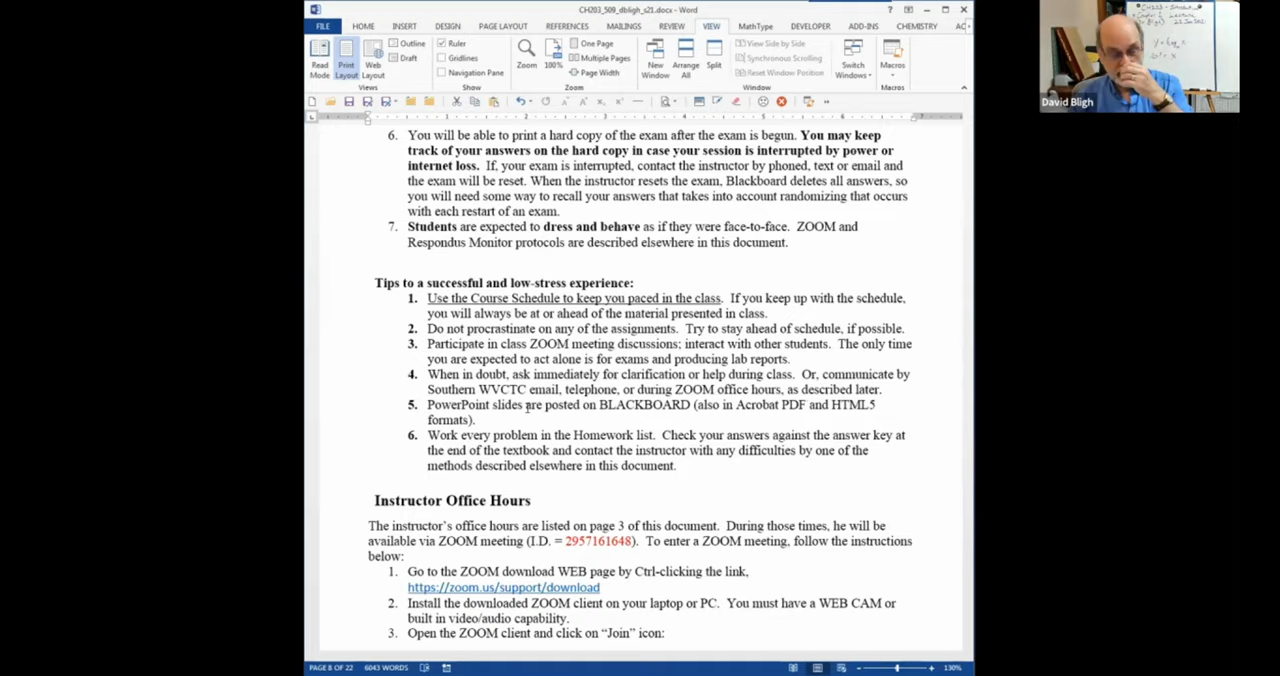 CH203_509_dbligh_s21.docx - Word
FILE HOME INSERT DESIGN PAGE LAYOUT REFERENCES MAILINGS REVIEW VIEW MathType DEVELOPER ADD-INS CHEMISTRY
Read Mode
Print Layout
Web Layout
Outline
Draft
Views
Ruler
Gridlines
Navigation Pane
Show
Zoom
100%
One Page
Multiple Pages
Page Width
Zoom
New Window
Arrange All
Split
View Side by Side
Synchronous Scrolling
Reset Window Position
Window
Switch Windows
Macros
Macros
David Bligh
6. You will be able to print a hard copy of the exam after the exam is begun. You may keep
track of your answers on the hard copy in case your session is interrupted by power or
internet loss. If, your exam is interrupted, contact the instructor by phoned, text or email and
the exam will be reset. When the instructor resets the exam, Blackboard deletes all answers, so
you will need some way to recall your answers that takes into account randomizing that occurs
with each restart of an exam.
7. Students are expected to dress and behave as if they were face-to-face. ZOOM and
Respondus Monitor protocols are described elsewhere in this document.
Tips to a successful and low-stress experience:
1. Use the Course Schedule to keep you paced in the class. If you keep up with the schedule,
you will always be at or ahead of the material presented in class.
2. Do not procrastinate on any of the assignments. Try to stay ahead of schedule, if possible.
3. Participate in class ZOOM meeting discussions; interact with other students. The only time
you are expected to act alone is for exams and producing lab reports.
4. When in doubt, ask immediately for clarification or help during class. Or, communicate by
Southern WVCTC email, telephone, or during ZOOM office hours, as described later.
5. PowerPoint slides are posted on BLACKBOARD (also in Acrobat PDF and HTML5
formats).
6. Work every problem in the Homework list. Check your answers against the answer key at
the end of the textbook and contact the instructor with any difficulties by one of the
methods described elsewhere in this document.
Instructor Office Hours
The instructor's office hours are listed on page 3 of this document. During those times, he will be
available via ZOOM meeting (I.D. = 2957161648). To enter a ZOOM meeting, follow the instructions
below:
1. Go to the ZOOM download WEB page by Ctrl-clicking the link,
https://zoom.us/support/download
2. Install the downloaded ZOOM client on your laptop or PC. You must have a WEB CAM or
built in video/audio capability.
3. Open the ZOOM client and click on “Join” icon:
PAGE 8 OF 22 6043 WORDS
130%